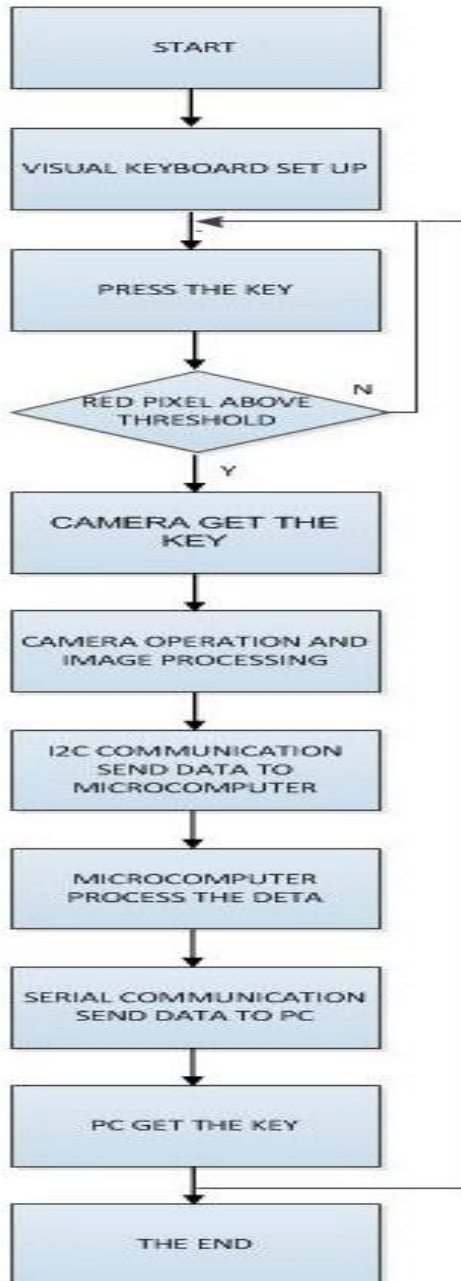 START
VISUAL KEYBOARD SET UP
PRESS THE KEY
RED PIXEL ABOVE
THRESHOLD
N
Y
CAMERA GET THE
KEY
CAMERA OPERATION AND
IMAGE PROCESSING
I2C COMMUNICATION
SEND DATA TO
MICROCOMPUTER
MICROCOMPUTER
PROCESS THE DETA
SERIAL COMMUNICATION
SEND DATA TO PC
PC GET THE KEY
THE END